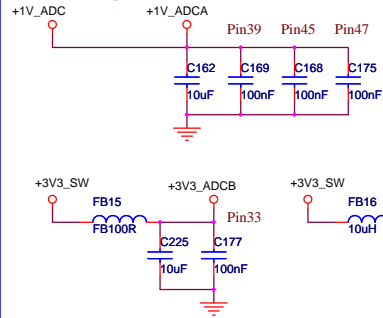 +1V_ADC +1V_ADCA
Pin39 Pin45 Pin47
C162 C169 C168 C175
10uF 100nF 100nF 100nF
+3V3_SW +3V3_ADCB +3V3_SW
FB15 FB16
Pin33
FB100R 10uH
C225 C177
10uF 100nF